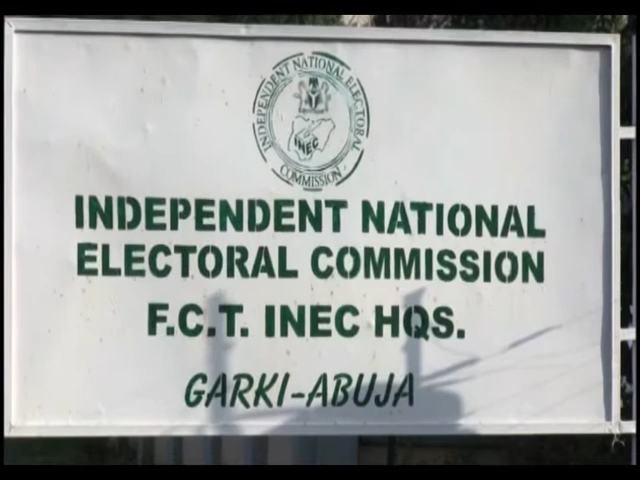 INDEPENDENT NATIONAL ELECTORAL
COMMISSION
INEC
INDEPENDENT NATIONAL
ELECTORAL COMMISSION
F.C.T. INEC HQS.
GARKI-ABUJA